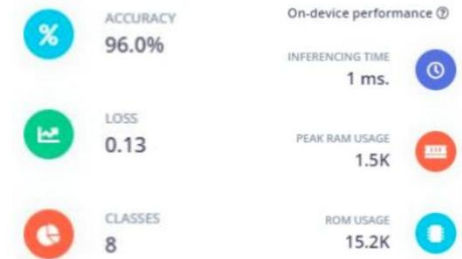 ACCURACY
96.0%
LOSS
0.13
CLASSES
8
On-device performance ?
INFERENCING TIME
1 ms.
PEAK RAM USAGE
1.5K
ROM USAGE
15.2K